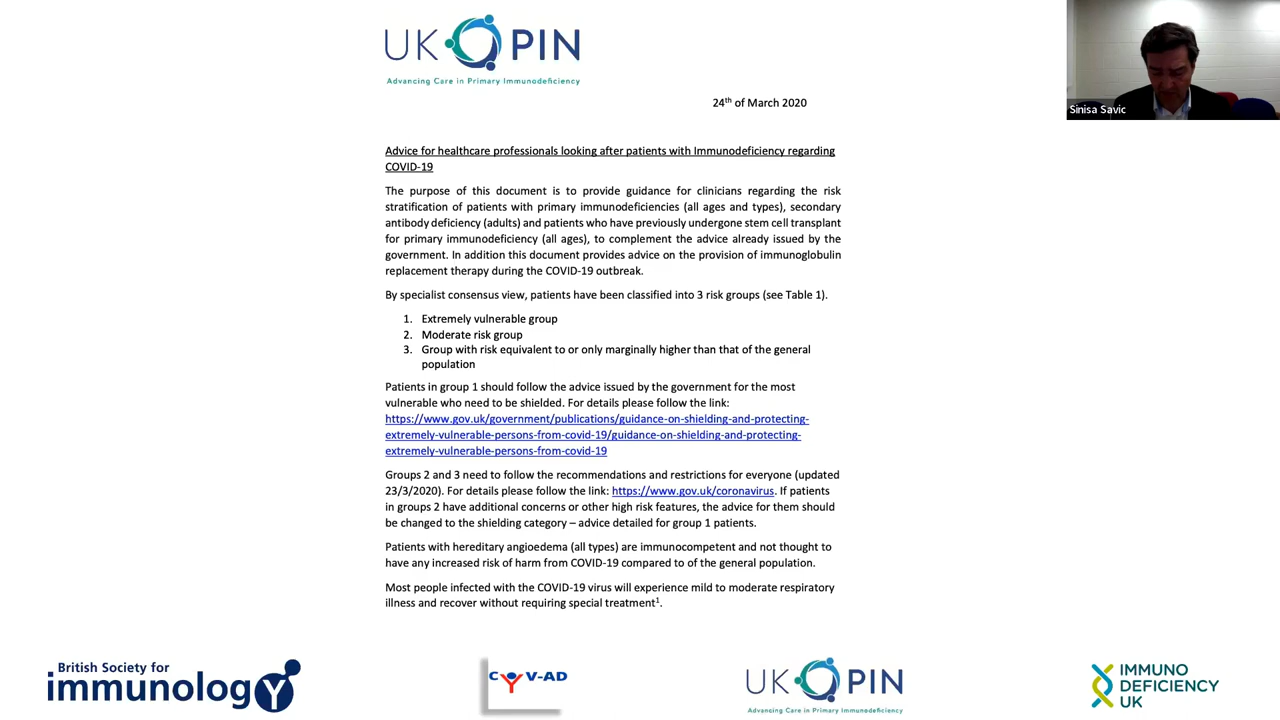 UK PIN
Advancing Care in Primary Immunodeficiency
Sinisa Savic
24th of March 2020
Advice for healthcare professionals looking after patients with Immunodeficiency regarding
COVID-19
The purpose of this document is to provide guidance for clinicians regarding the risk
stratification of patients with primary immunodeficiencies (all ages and types), secondary
antibody deficiency (adults) and patients who have previously undergone stem cell transplant
for primary immunodeficiency (all ages), to complement the advice already issued by the
government. In addition this document provides advice on the provision of immunoglobulin
replacement therapy during the COVID-19 outbreak.
By specialist consensus view, patients have been classified into 3 risk groups (see Table 1).
1. Extremely vulnerable group
2. Moderate risk group
3. Group with risk equivalent to or only marginally higher than that of the general
population
Patients in group 1 should follow the advice issued by the government for the most
vulnerable who need to be shielded. For details please follow the link:
https://www.gov.uk/government/publications/guidance-on-shielding-and-protecting-
extremely-vulnerable-persons-from-covid-19/guidance-on-shielding-and-protecting-
extremely-vulnerable-persons-from-covid-19
Groups 2 and 3 need to follow the recommendations and restrictions for everyone (updated
23/3/2020). For details please follow the link: https://www.gov.uk/coronavirus. If patients
in groups 2 have additional concerns or other high risk features, the advice for them should
be changed to the shielding category – advice detailed for group 1 patients.
Patients with hereditary angioedema (all types) are immunocompetent and not thought to
have any increased risk of harm from COVID-19 compared to of the general population.
Most people infected with the COVID-19 virus will experience mild to moderate respiratory
illness and recover without requiring special treatment1.
British Society for
immunology
COV-AD
UK PIN
Advancing Care in Primary Immunodeficiency
IMMUNO
DEFICIENCY
UK